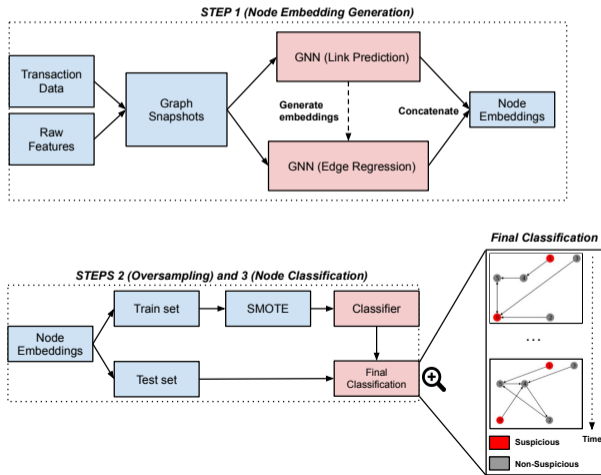 STEP 1 (Node Embedding Generation)
Transaction
Data
Raw
Features
Graph
Snapshots
GNN (Link Prediction)
Generate
embeddings
GNN (Edge Regression)
Concatenate
Node
Embeddings
STEPS 2 (Oversampling) and 3 (Node Classification)
Node
Embeddings
Train set
SMOTE
Classifier
Test set
Final
Classification
Final Classification
...
Time
Suspicious
Non-Suspicious